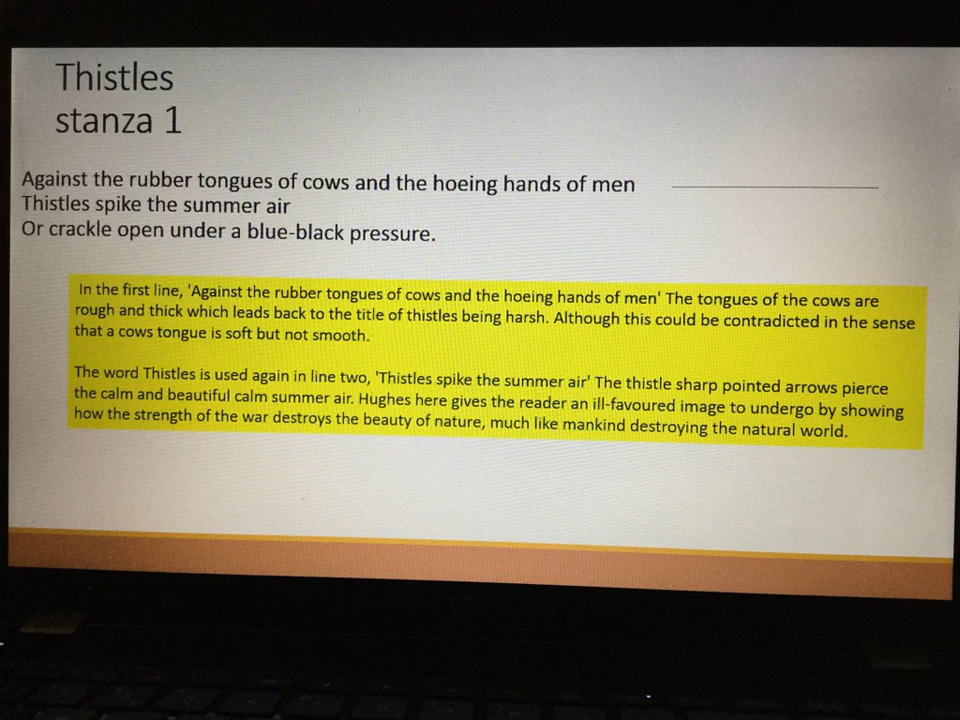 Thistles
stanza 1
Against the rubber tongues of cows and the hoeing hands of men
Thistles spike the summer air
Or crackle open under a blue-black pressure.
In the first line, 'Against the rubber tongues of cows and the hoeing hands of men' The tongues of the cows are
rough and thick which leads back to the title of thistles being harsh. Although this could be contradicted in the sense
that a cows tongue is soft but not smooth.
The word Thistles is used again in line two, 'Thistles spike the summer air' The thistle sharp pointed arrows pierce
the calm and beautiful calm summer air. Hughes here gives the reader an ill-favoured image to undergo by showing
how the strength of the war destroys the beauty of nature, much like mankind destroying the natural world.